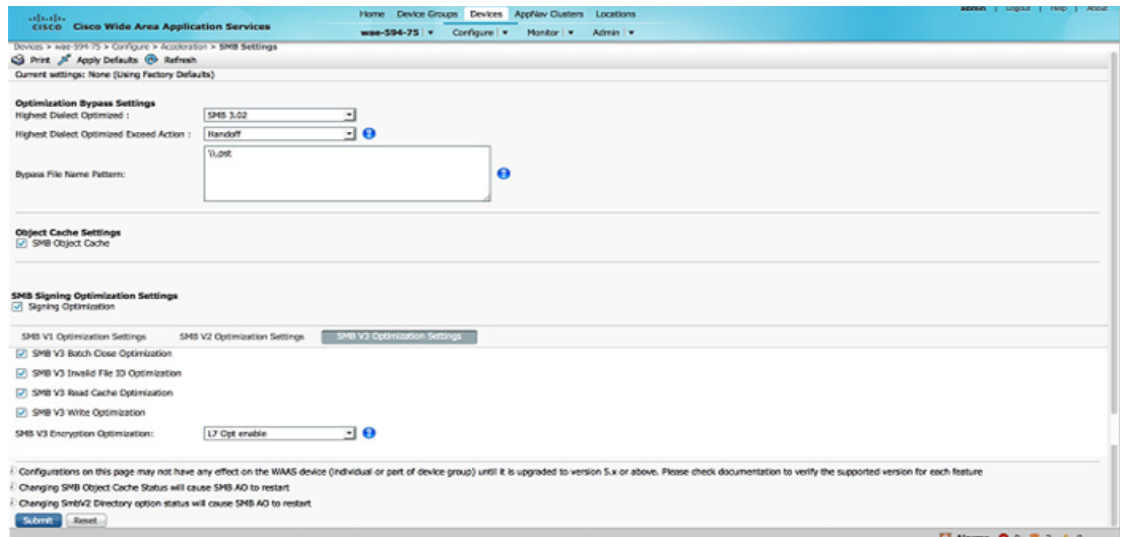 admin | Logout | Help | About
Home Device Groups Devices AppNav Clusters Locations
CISCO Cisco Wide Area Application Services
wae-594-75 Configure Monitor Admin
Devices > wae-594-75 > Configure > Acceleration > SMB Settings
Print Apply Defaults Refresh
Current settings: None (Using Factory Defaults)
Optimization Bypass Settings
Highest Dialect Optimized : SMB 3.02
Highest Dialect Optimized Exceed Action : Handoff
Bypass File Name Pattern: \\.pst
Object Cache Settings
SMB Object Cache
SMB Signing Optimization Settings
Signing Optimization
SMB V1 Optimization Settings SMB V2 Optimization Settings SMB V3 Optimization Settings
SMB V3 Batch Close Optimization
SMB V3 Invalid File ID Optimization
SMB V3 Read Cache Optimization
SMB V3 Write Optimization
SMB V3 Encryption Optimization: L7 Opt enable
Configurations on this page may not have any effect on the WAAS device (individual or part of device group) until it is upgraded to version 5.x or above. Please check documentation to verify the supported version for each feature
Changing SMB Object Cache Status will cause SMB AO to restart
Changing SmbV2 Directory option status will cause SMB AO to restart
Submit Reset